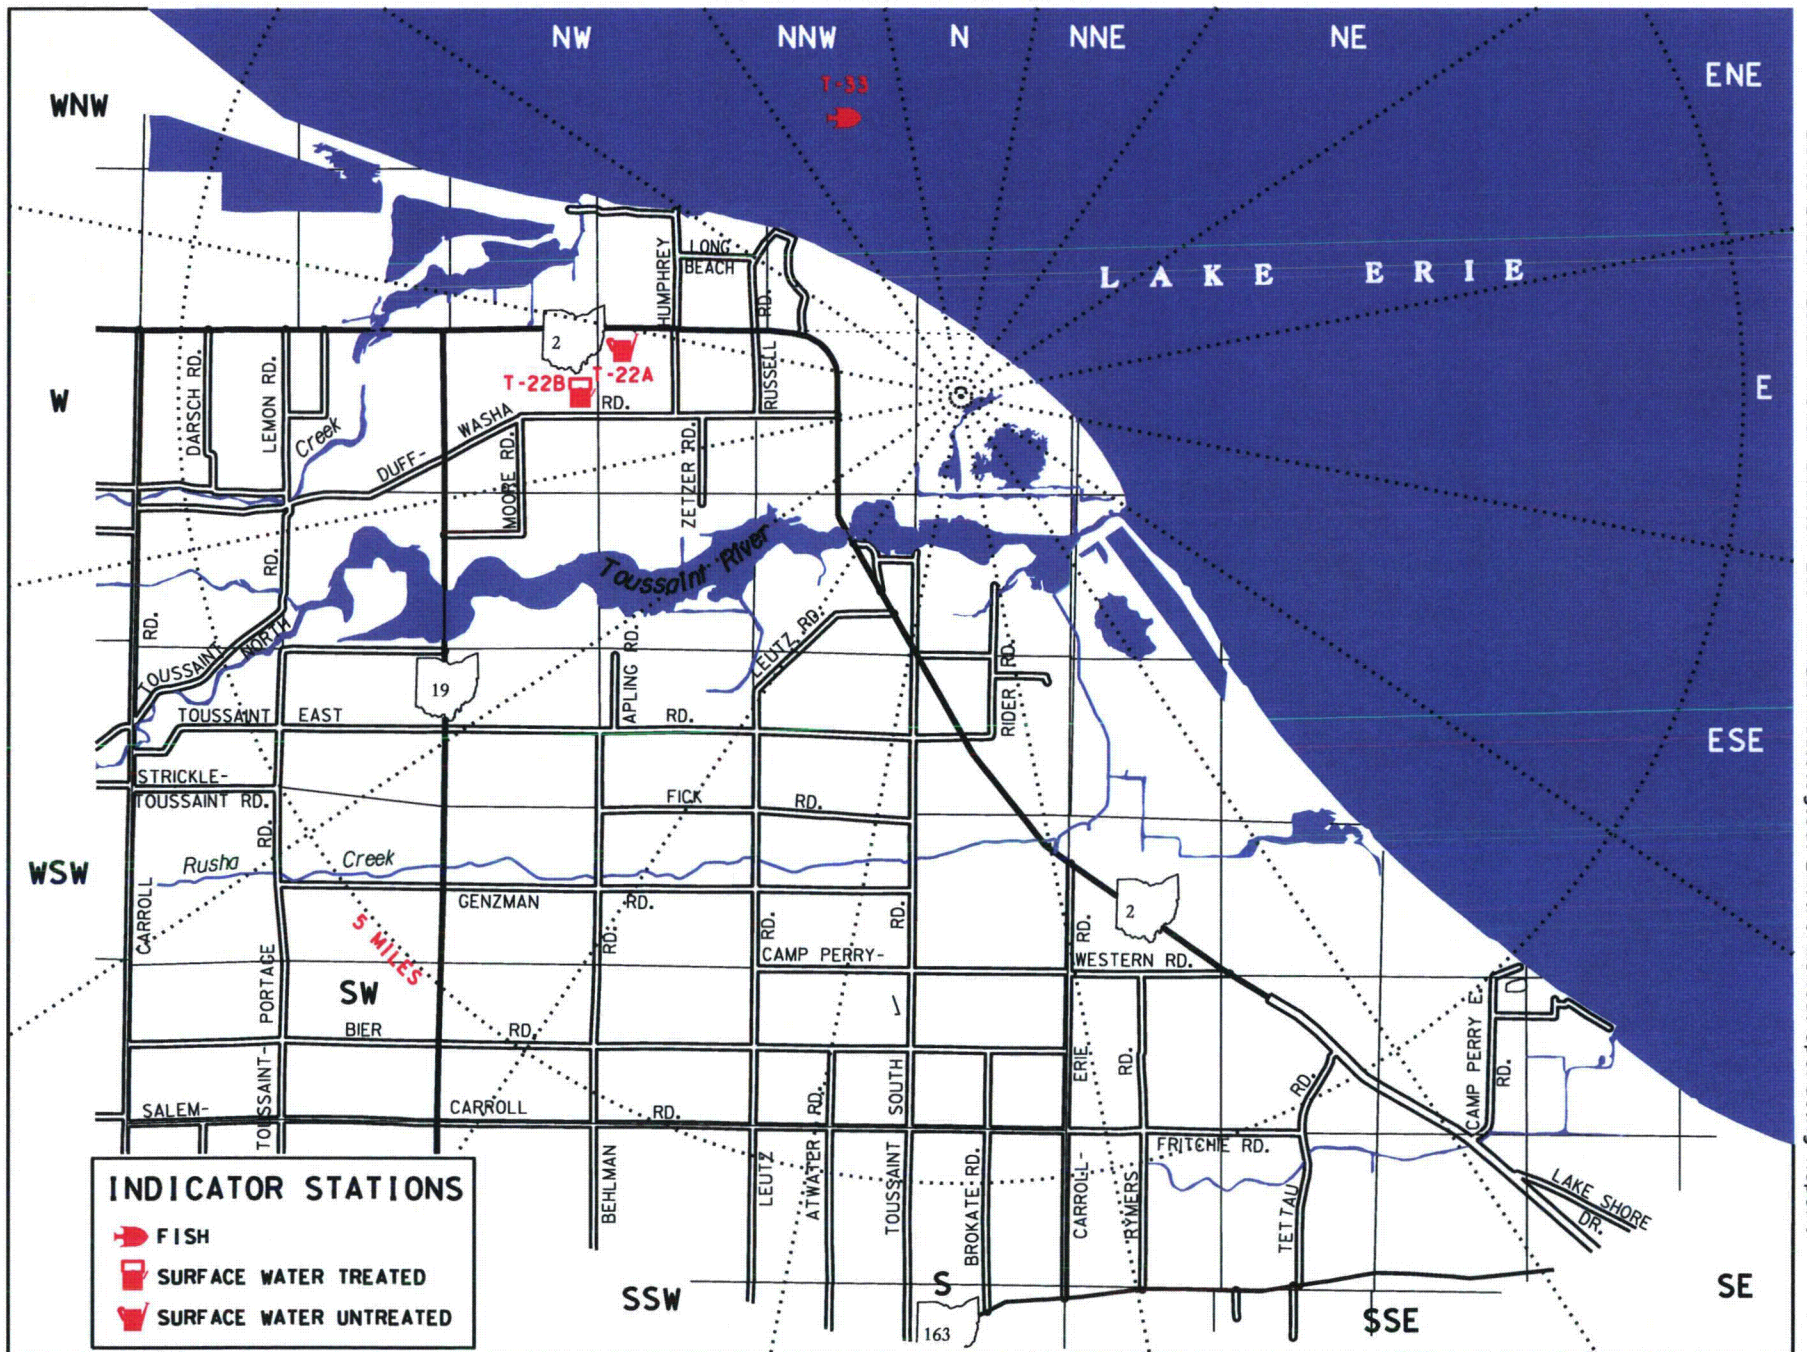 NW
NNW
N
NNE
NE
ENE
WNW
T-33
LAKE ERIE
HUMPHREY
LONG
BEACH
RD.
RUSSELL
2
T-22B
T-22A
RD.
W
E
DARSCH RD.
LEMON RD.
Creek
DUFF-
WASHA
MOORE RD.
ZETZER RD.
Toussaint River
RD.
RD.
TOUSSAINT
NORTH
19
APLING RD.
LEUTZ RD.
RIDER
RD.
TOUSSAINT
EAST
RD.
ESE
STRICKLE-
TOUSSAINT RD.
FICK
RD.
RD.
WSW
Rusha
Creek
CARROLL
GENZMAN
RD.
5 MILES
PORTAGE
SW
RD.
RD.
RD.
RD.
2
CAMP PERRY-
WESTERN RD.
BIER
RD.
CAMP PERRY E.
RD.
TOUSSAINT-
SOUTH
ERIE
RD.
RD.
SALEM-
CARROLL
RD.
RD.
FRITCHIE RD.
BEHLMAN
LEUTZ
ATWATER
TOUSSAINT
BROKATE RD.
CARROLL-
RYMERS
TETTAU
LAKE SHORE
DR.
INDICATOR STATIONS
FISH
SURFACE WATER TREATED
SURFACE WATER UNTREATED
SSW
S
163
SSE
SE